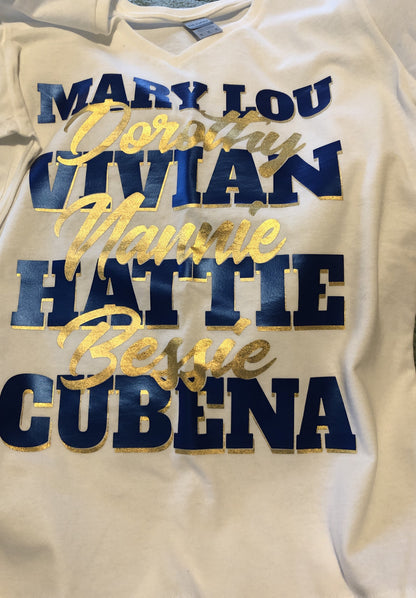 MARY LOU
Dorothy
VIVIAN
Nannie
HATTIE
Bessie
CUBENA